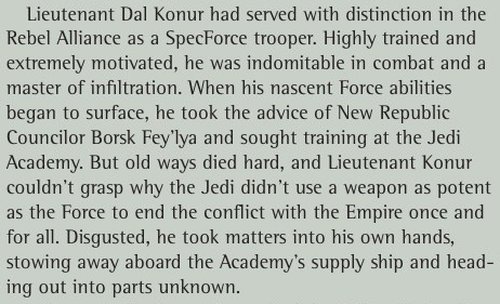 Lieutenant Dal Konur had served with distinction in the
Rebel Alliance as a SpecForce trooper. Highly trained and
extremely motivated, he was indomitable in combat and a
master of infiltration. When his nascent Force abilities
began to surface, he took the advice of New Republic
Councilor Borsk Fey'lya and sought training at the Jedi
Academy. But old ways died hard, and Lieutenant Konur
couldn't grasp why the Jedi didn't use a weapon as potent
as the Force to end the conflict with the Empire once and
for all. Disgusted, he took matters into his own hands,
stowing away aboard the Academy's supply ship and head-
ing out into parts unknown.